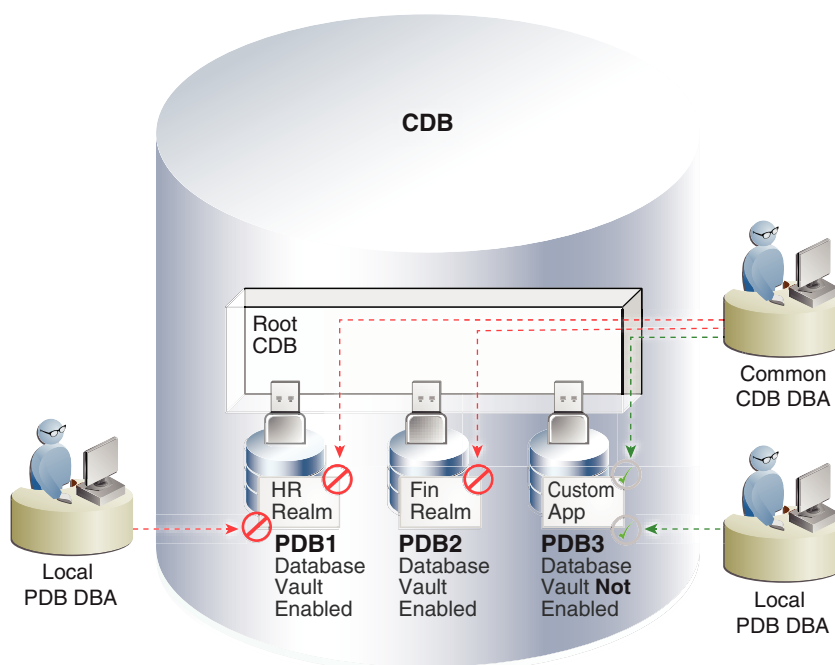 CDB
Root
CDB
Common
CDB DBA
HR
Realm
Fin
Realm
Custom
App
PDB1
Database
Vault
Enabled
PDB2
Database
Vault
Enabled
PDB3
Database
Vault Not
Enabled
Local
PDB DBA
Local
PDB DBA